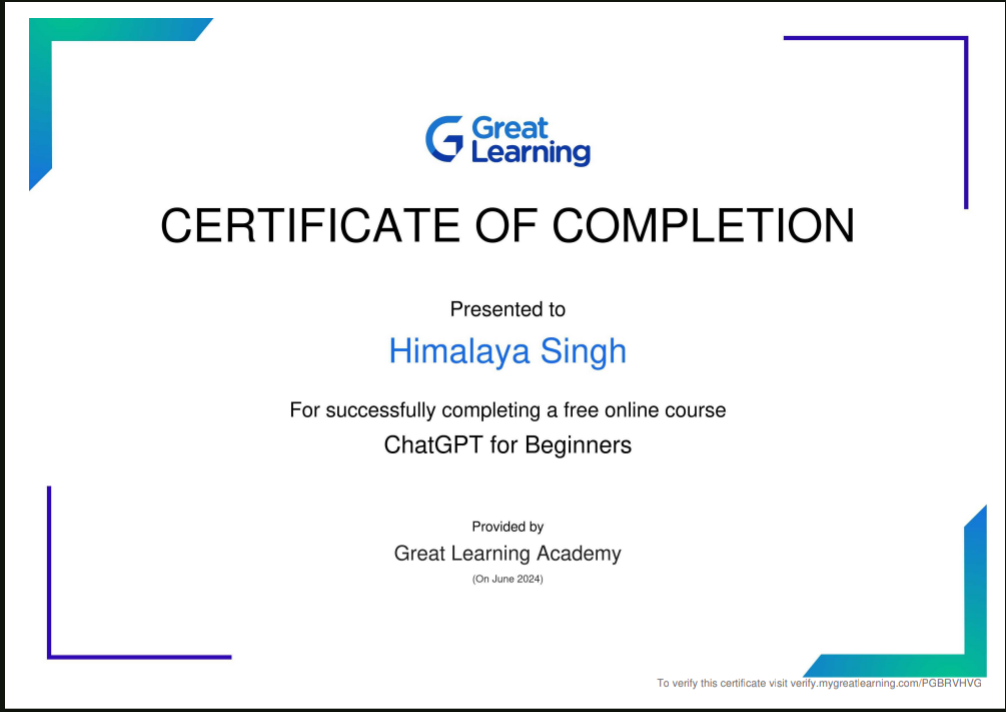 Great
Learning
CERTIFICATE OF COMPLETION
Presented to
Himalaya Singh
For successfully completing a free online course
ChatGPT for Beginners
Provided by
Great Learning Academy
(On June 2024)
To verify this certificate visit verify.mygreatlearning.com/PGBRVHVG